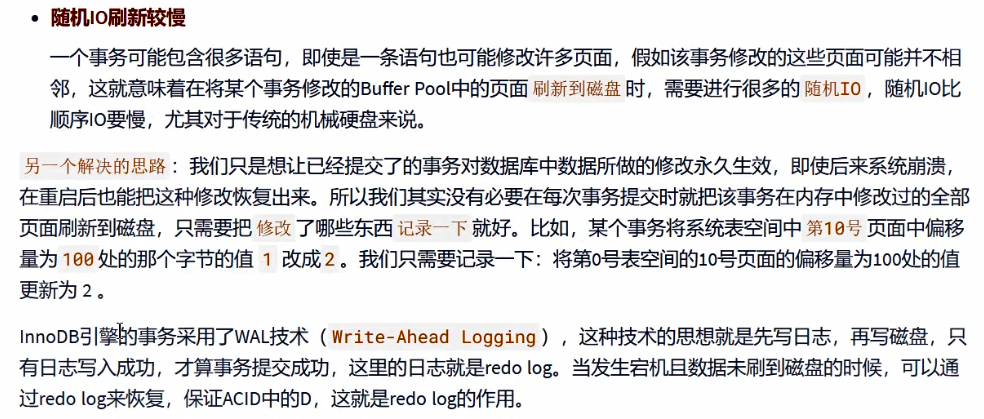 • 随机IO刷新较慢
一个事务可能包含很多语句，即使是一条语句也可能修改许多页面，假如该事务修改的这些页面可能并不相
邻，这就意味着在将某个事务修改的Buffer Pool中的页面 刷新到磁盘 时，需要进行很多的 随机IO ，随机IO比
顺序IO要慢，尤其对于传统的机械硬盘来说。
另一个解决的思路 ：我们只是想让已经提交了的事务对数据库中数据所做的修改永久生效，即使后来系统崩溃，
在重启后也能把这种修改恢复出来。所以我们其实没有必要在每次事务提交时就把该事务在内存中修改过的全部
页面刷新到磁盘，只需要把 修改 了哪些东西 记录一下 就好。比如，某个事务将系统表空间中 第10号 页面中偏移
量为 100 处的那个字节的值 1 改成 2 。我们只需要记录一下：将第0号表空间的10号页面的偏移量为100处的值
更新为 2 。
InnoDB引擎的事务采用了WAL技术（ Write-Ahead Logging ），这种技术的思想就是先写日志，再写磁盘，只
有日志写入成功，才算事务提交成功，这里的日志就是redo log。当发生宕机且数据未刷到磁盘的时候，可以通
过redo log来恢复，保证ACID中的D，这就是redo log的作用。